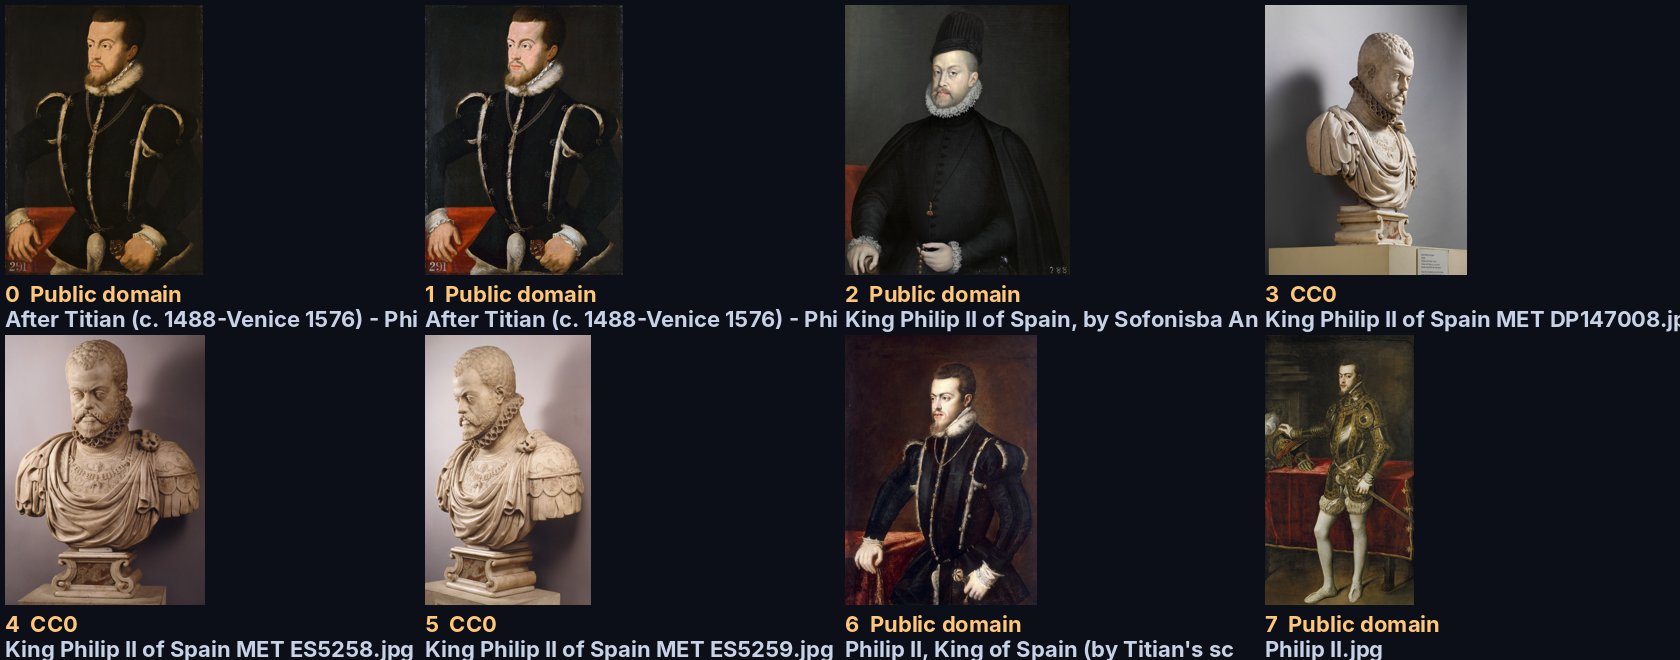 291
291
785
0 Public domain
After Titian (c. 1488-Venice 1576) - Phi
1 Public domain
After Titian (c. 1488-Venice 1576) - Phi
2 Public domain
King Philip II of Spain, by Sofonisba An
3 CC0
King Philip II of Spain MET DP147008.jp
4 CC0
King Philip II of Spain MET ES5258.jpg
5 CC0
King Philip II of Spain MET ES5259.jpg
6 Public domain
Philip II, King of Spain (by Titian's sc
7 Public domain
Philip II.jpg